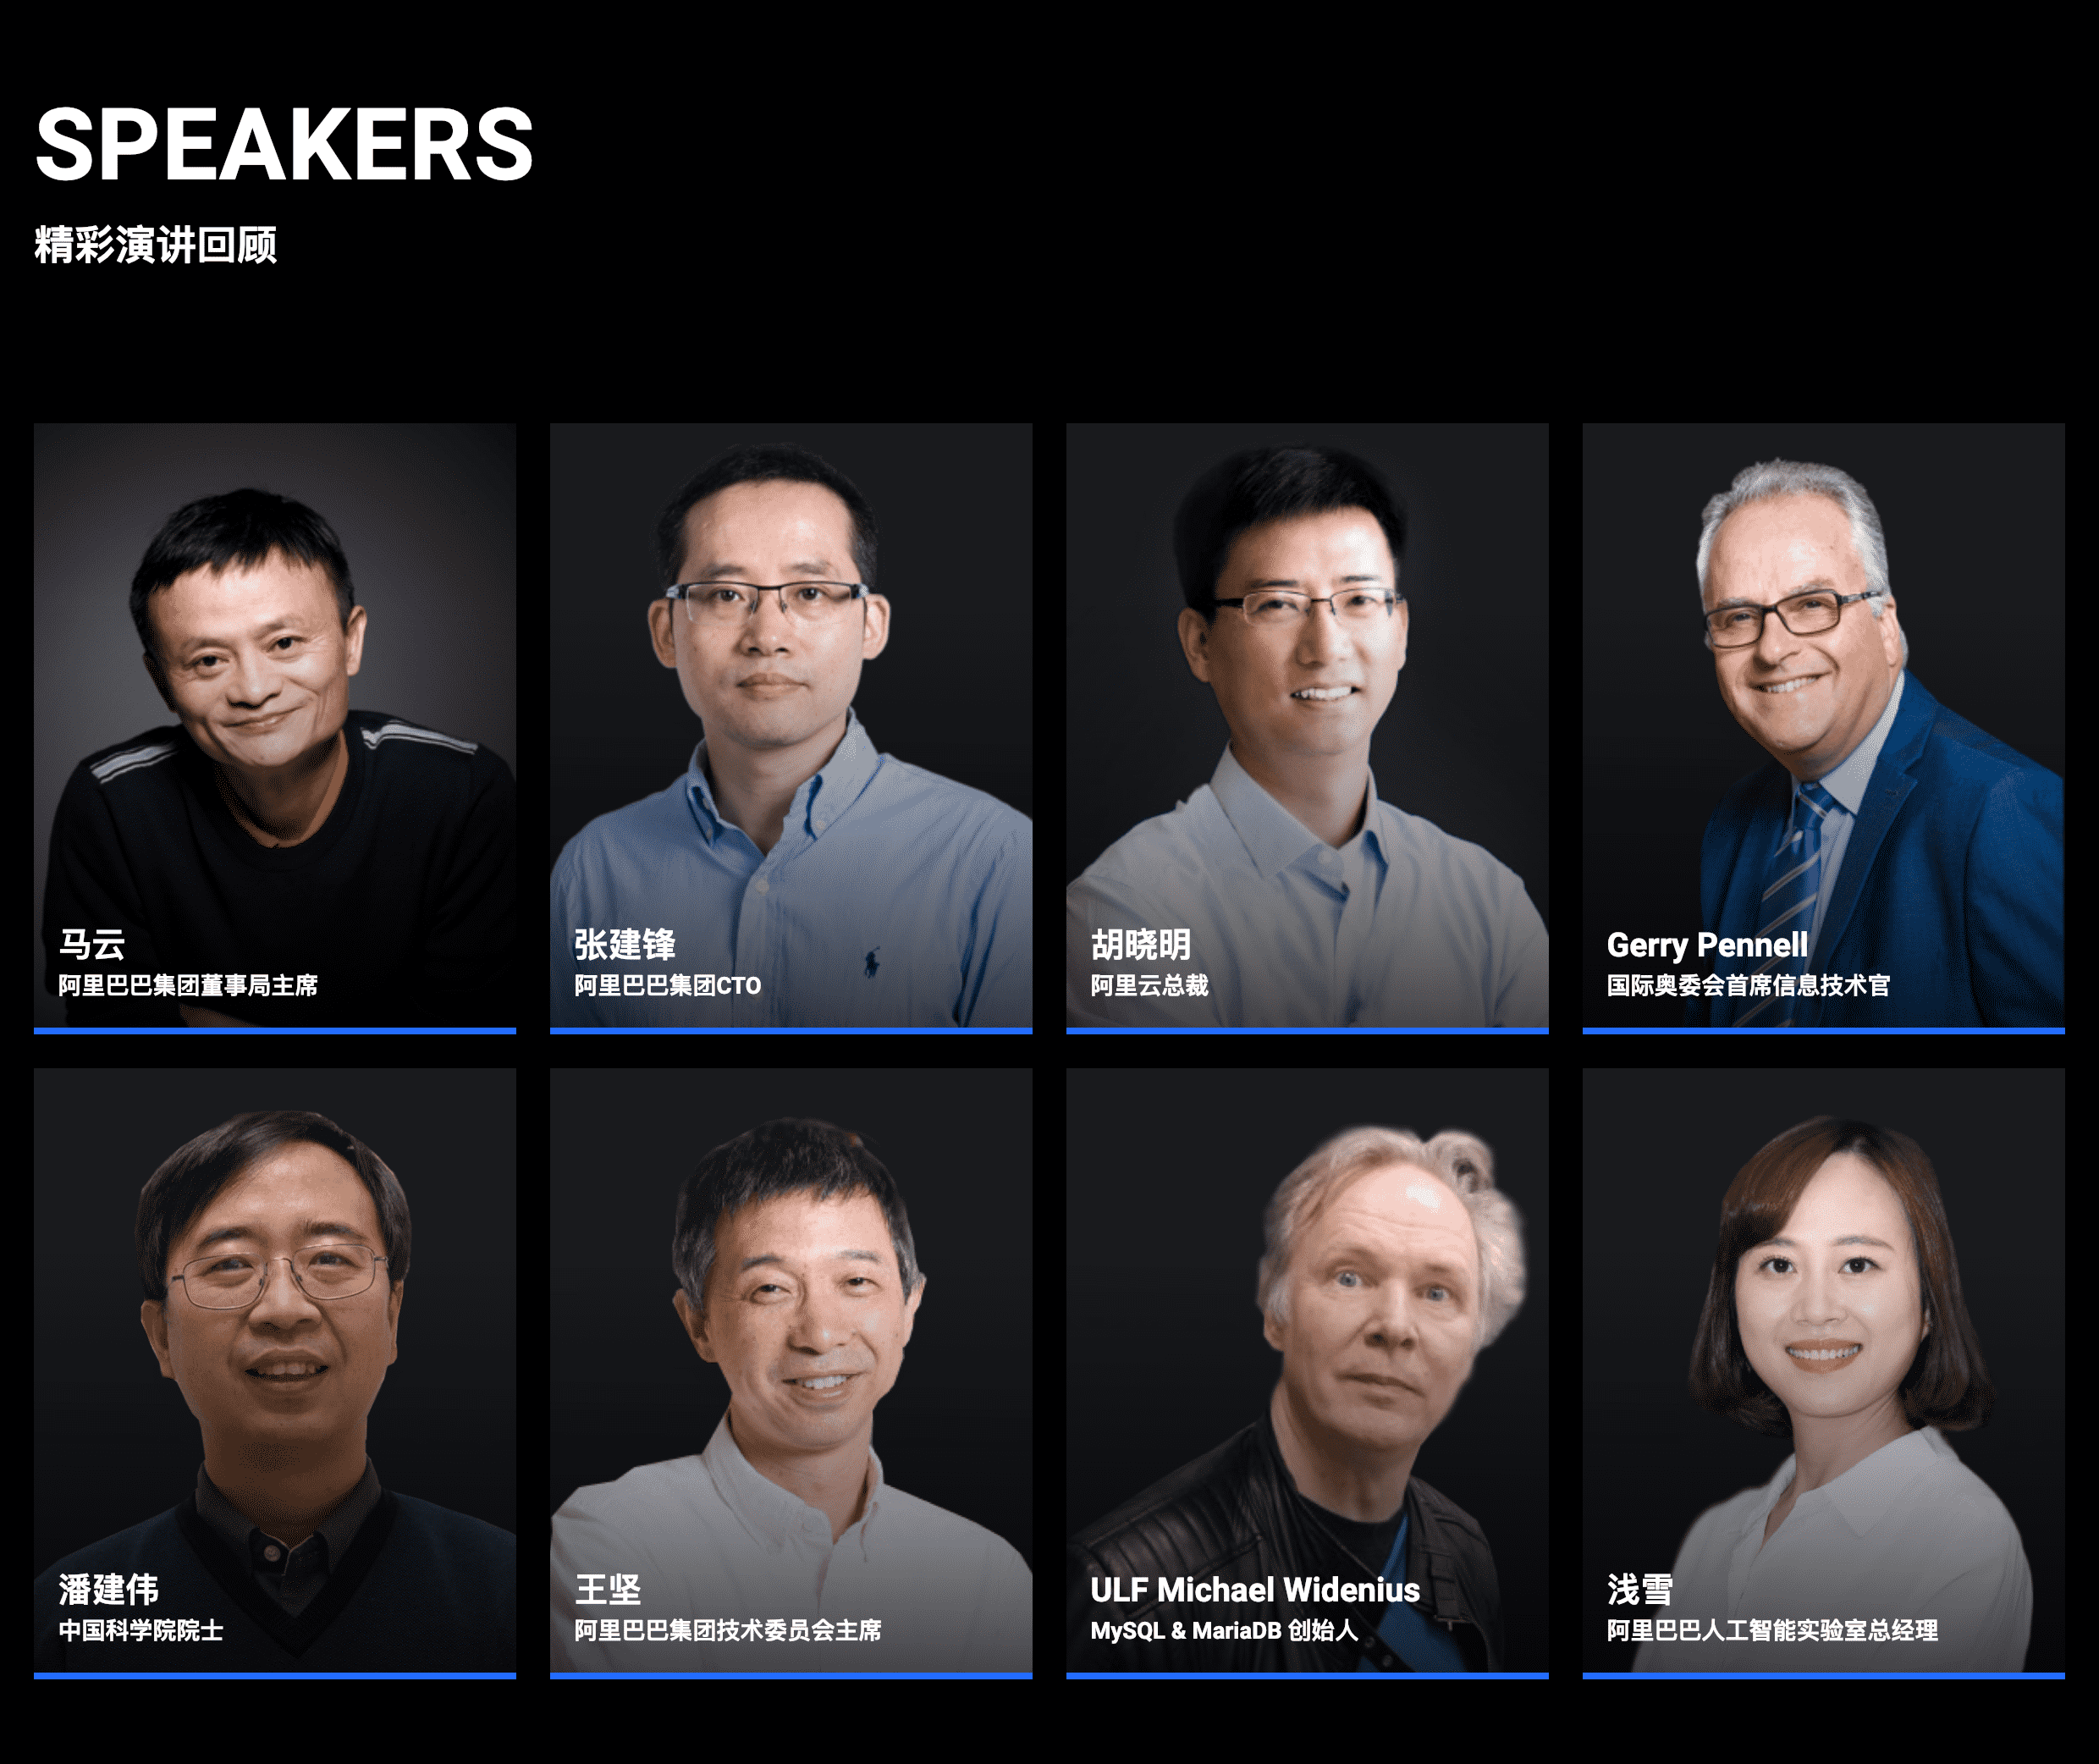 SPEAKERS
精彩演讲回顾
马云
阿里巴巴集团董事局主席
张建锋
阿里巴巴集团CTO
胡晓明
阿里云总裁
Gerry Pennell
国际奥委会首席信息技术官
潘建伟
中国科学院院士
王坚
阿里巴巴集团技术委员会主席
ULF Michael Widenius
MySQL & MariaDB 创始人
浅雪
阿里巴巴人工智能实验室总经理